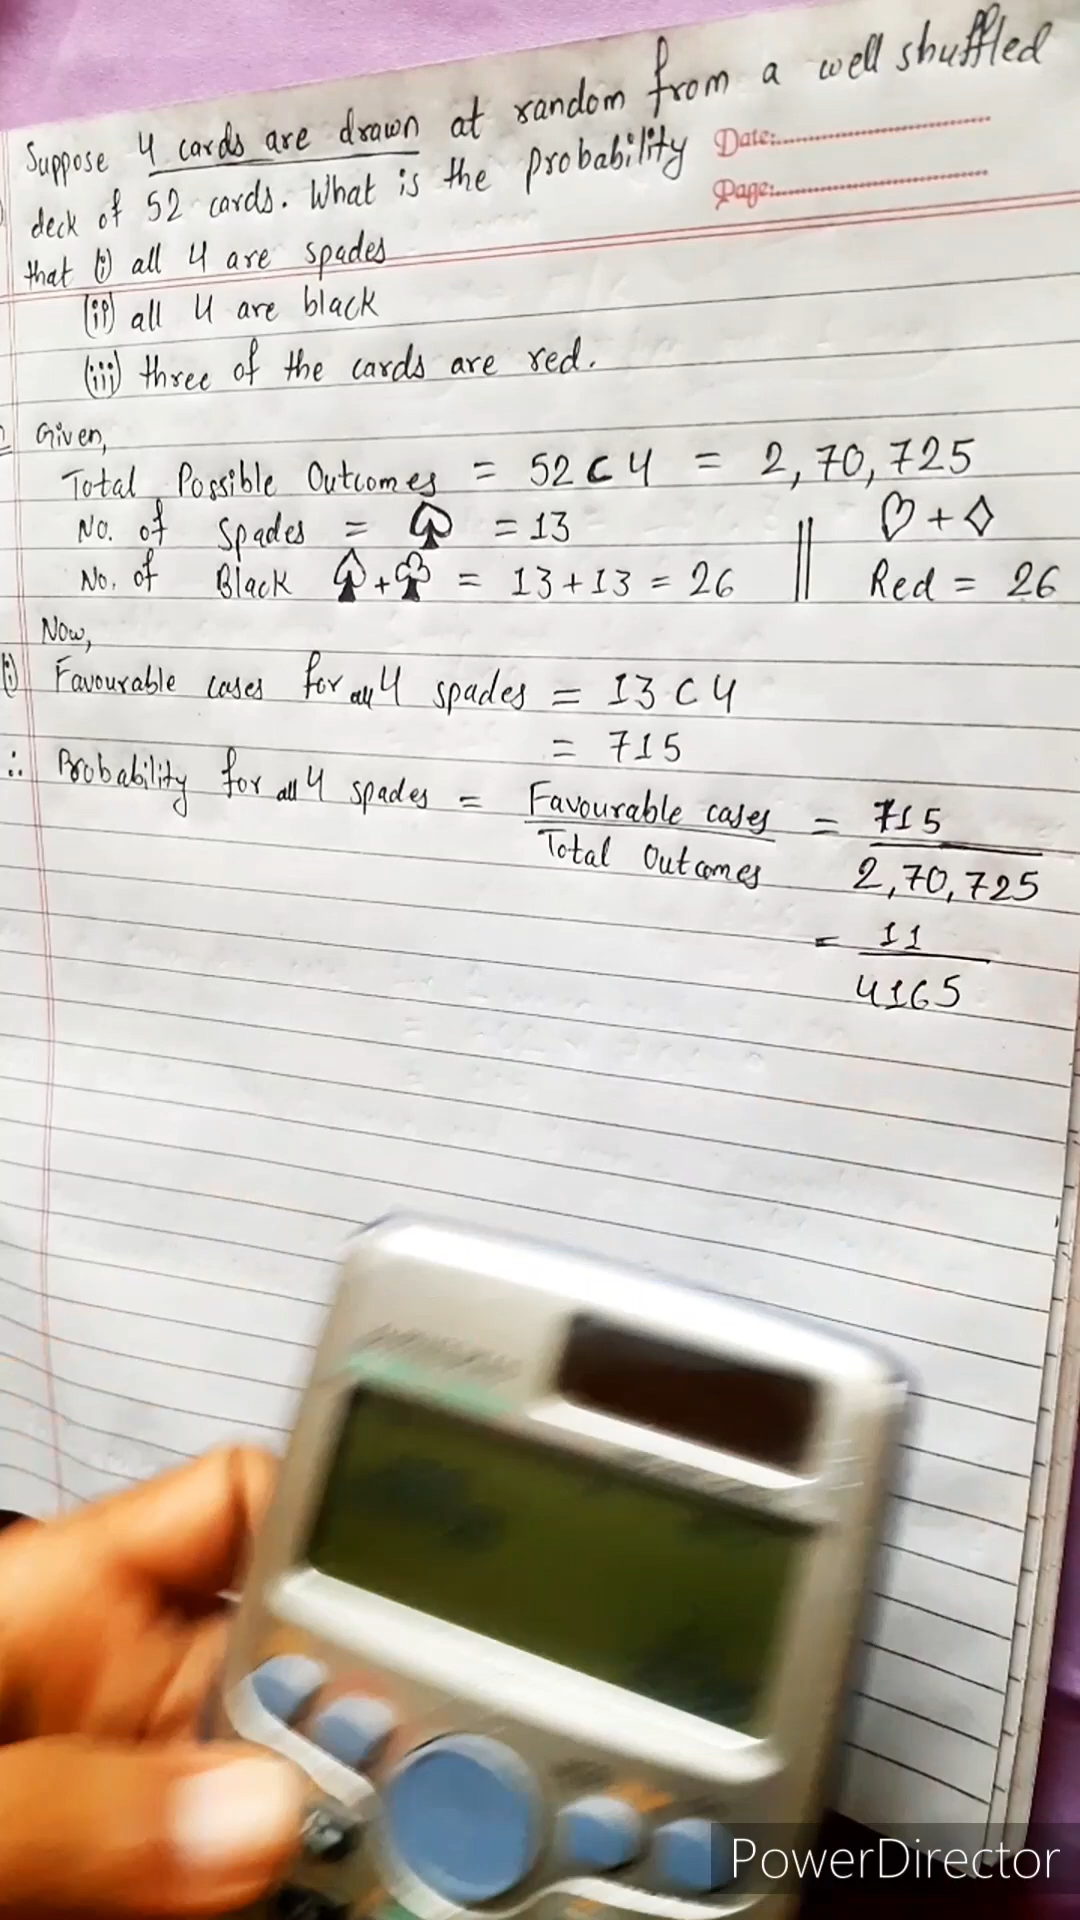 Suppose 4 cards are drawn at random from a well shuffled
deck of 52 cards. What is the probability
Date:
Page:
that (i) all 4 are spades
(ii) all 4 are black
(iii) three of the cards are red.
Given,
Total Possible Outcomes = 52 C 4 = 2,70,725
No. of Spades = ♤ = 13
♡ + ♢
No. of Black ♤ + ♧ = 13 + 13 = 26 || Red = 26
Now,
(i) Favourable cases for all 4 spades = 13 C 4
= 715
∴ Probability for all 4 spades = Favourable cases = 715
Total Outcomes 2,70,725
= 11
4165
PowerDirector